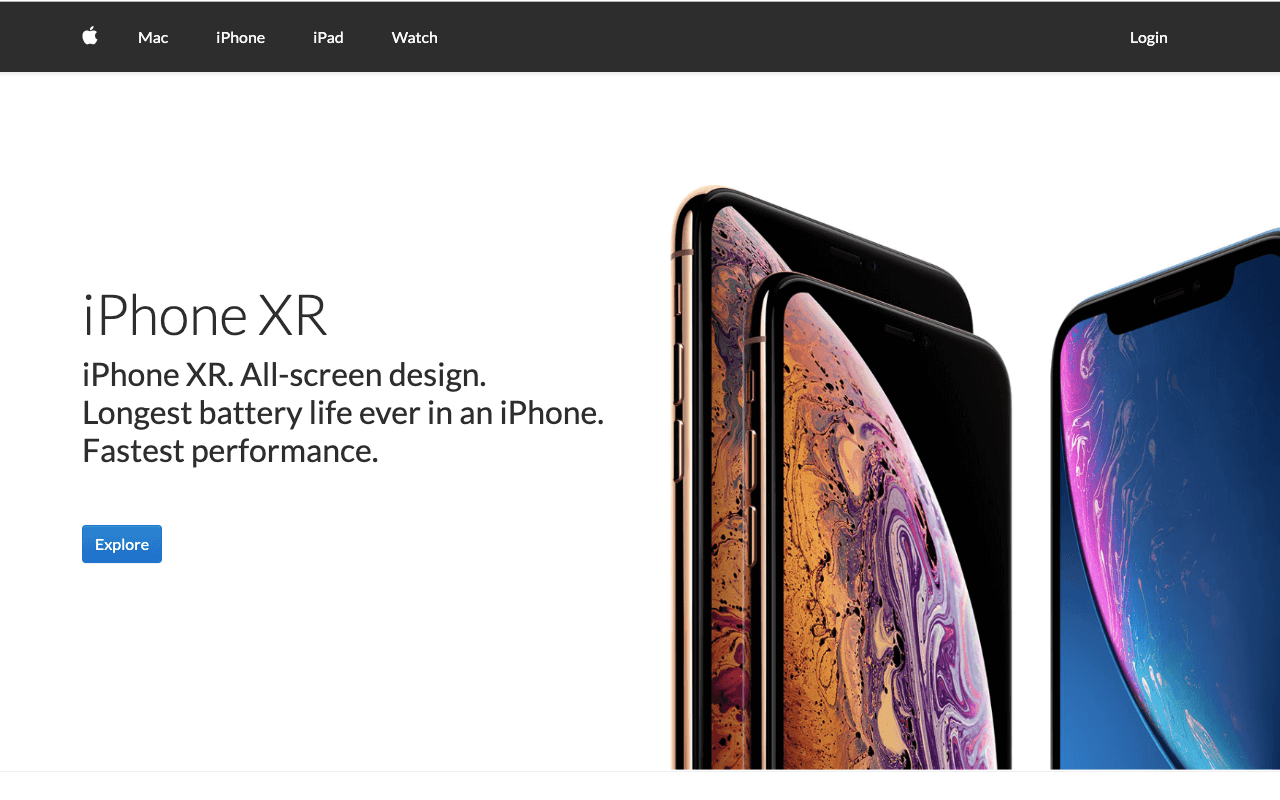 Mac iPhone iPad Watch Login
iPhone XR
iPhone XR. All-screen design.
Longest battery life ever in an iPhone.
Fastest performance.
Explore